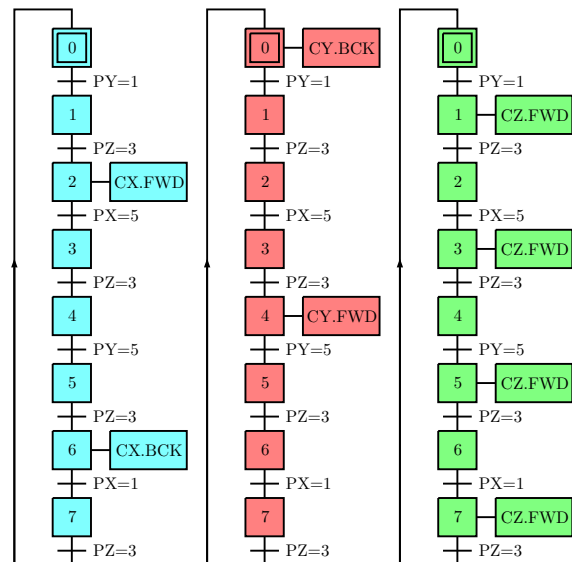 0
PY=1
1
PZ=3
2 CX.FWD
PX=5
3
PZ=3
4
PY=5
5
PZ=3
6 CX.BCK
PX=1
7
PZ=3
0 CY.BCK
PY=1
1
PZ=3
2
PX=5
3
PZ=3
4 CY.FWD
PY=5
5
PZ=3
6
PX=1
7
PZ=3
0
PY=1
1 CZ.FWD
PZ=3
2
PX=5
3 CZ.FWD
PZ=3
4
PY=5
5 CZ.FWD
PZ=3
6
PX=1
7 CZ.FWD
PZ=3